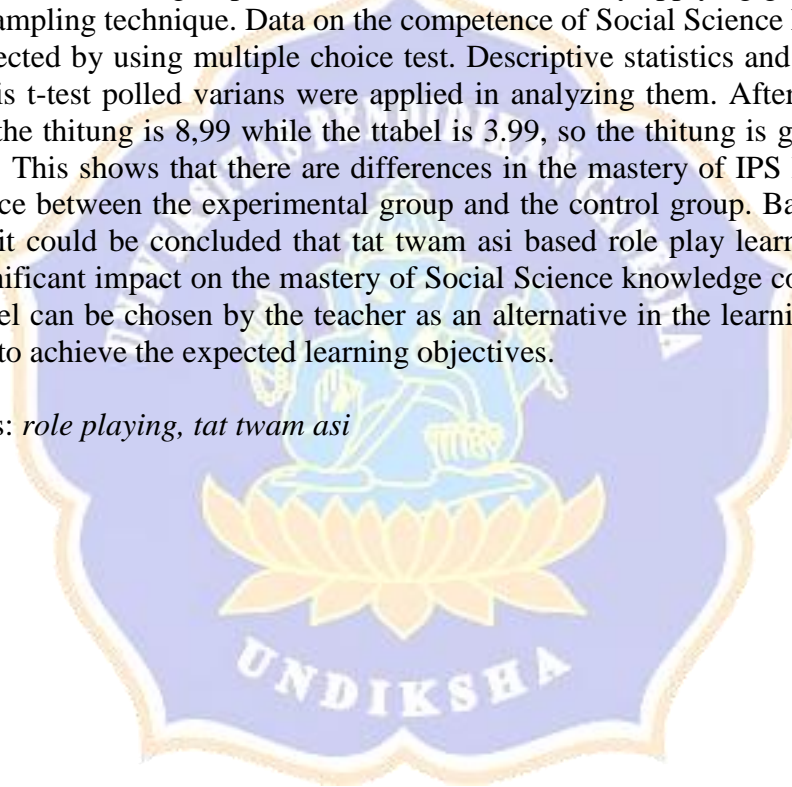 ampling technique. Data on the competence of Social Science
ected by using multiple choice test. Descriptive statistics and
is t-test polled varians were applied in analyzing them. After
the thitung is 8,99 while the ttabel is 3.99, so the thitung is g
This shows that there are differences in the mastery of IPS
ce between the experimental group and the control group. Ba
it could be concluded that tat twam asi based role play learn
nificant impact on the mastery of Social Science knowledge co
el can be chosen by the teacher as an alternative in the learni
to achieve the expected learning objectives.
s: role playing, tat twam asi
UNIVERSITAS PENDIDIKAN GANESHA
UNDIKSHA